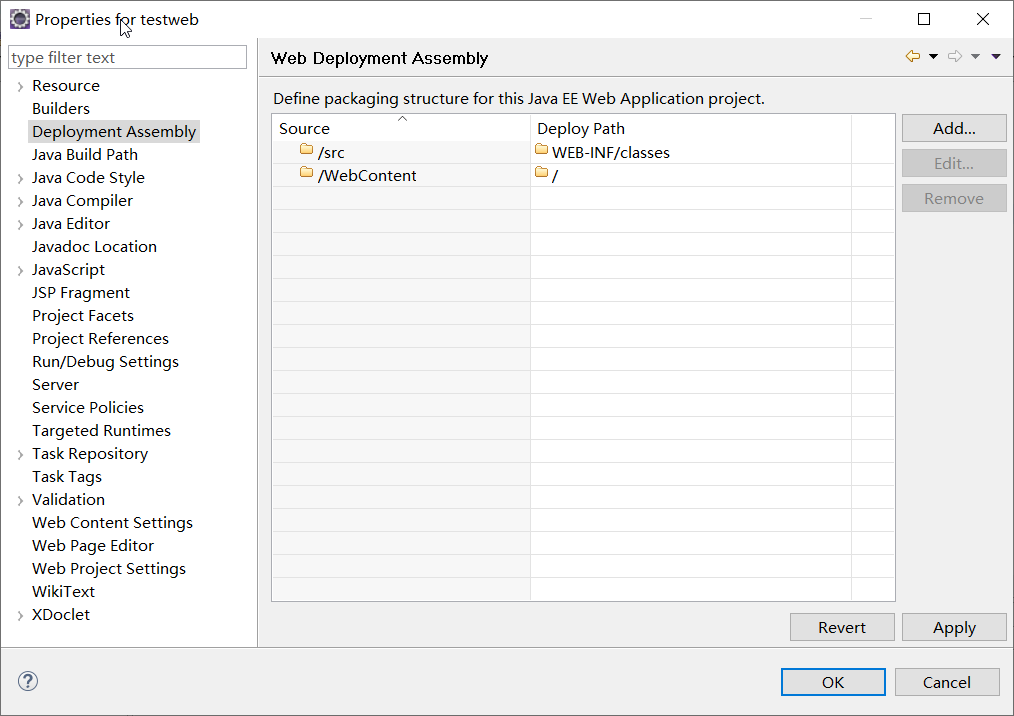 Properties for testweb
type filter text
Resource
Builders
Deployment Assembly
Java Build Path
Java Code Style
Java Compiler
Java Editor
Javadoc Location
JavaScript
JSP Fragment
Project Facets
Project References
Run/Debug Settings
Server
Service Policies
Targeted Runtimes
Task Repository
Task Tags
Validation
Web Content Settings
Web Page Editor
Web Project Settings
WikiText
XDoclet
Web Deployment Assembly
Define packaging structure for this Java EE Web Application project.
Source Deploy Path
/src WEB-INF/classes
/WebContent /
Add...
Edit...
Remove
Revert Apply
? OK Cancel